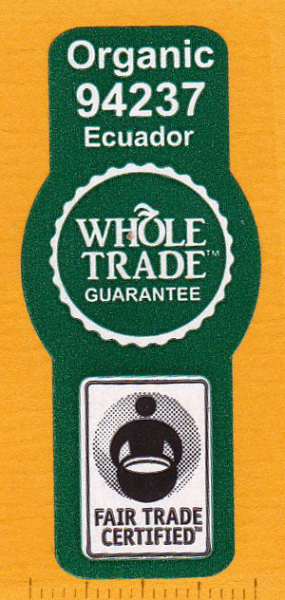 Organic
94237
Ecuador
WHOLE
TRADE™
GUARANTEE
FAIR TRADE
CERTIFIED™